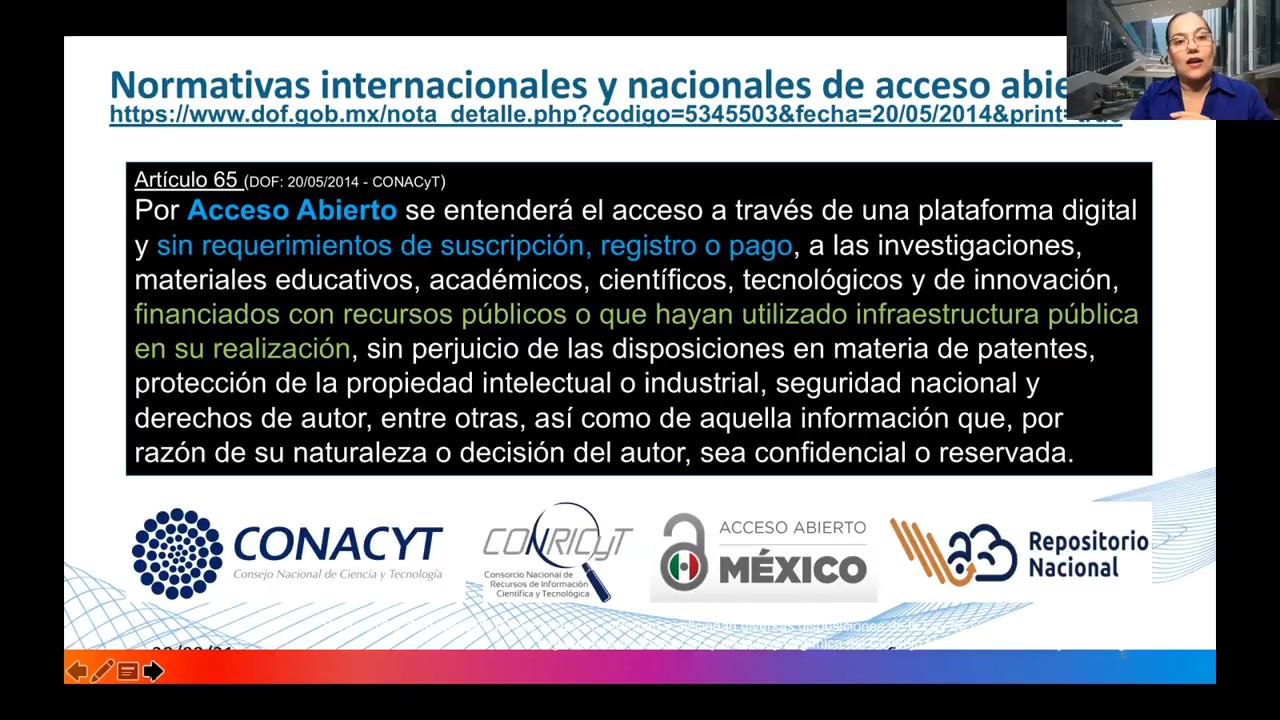 Normativas internacionales y nacionales de acceso abie
https://www.dof.gob.mx/nota_detalle.php?codigo=5345503&fecha=20/05/2014&print=true
Artículo 65 (DOF: 20/05/2014 - CONACyT)
Por Acceso Abierto se entenderá el acceso a través de una plataforma digital
y sin requerimientos de suscripción, registro o pago, a las investigaciones,
materiales educativos, académicos, científicos, tecnológicos y de innovación,
financiados con recursos públicos o que hayan utilizado infraestructura pública
en su realización, sin perjuicio de las disposiciones en materia de patentes,
protección de la propiedad intelectual o industrial, seguridad nacional y
derechos de autor, entre otras, así como de aquella información que, por
razón de su naturaleza o decisión del autor, sea confidencial o reservada.
CONACYT
Consejo Nacional de Ciencia y Tecnología
CONRICyT
Consorcio Nacional de
Recursos de Información
Científica y Tecnológica
ACCESO ABIERTO
MÉXICO
Repositorio
Nacional
diversas disposiciones de